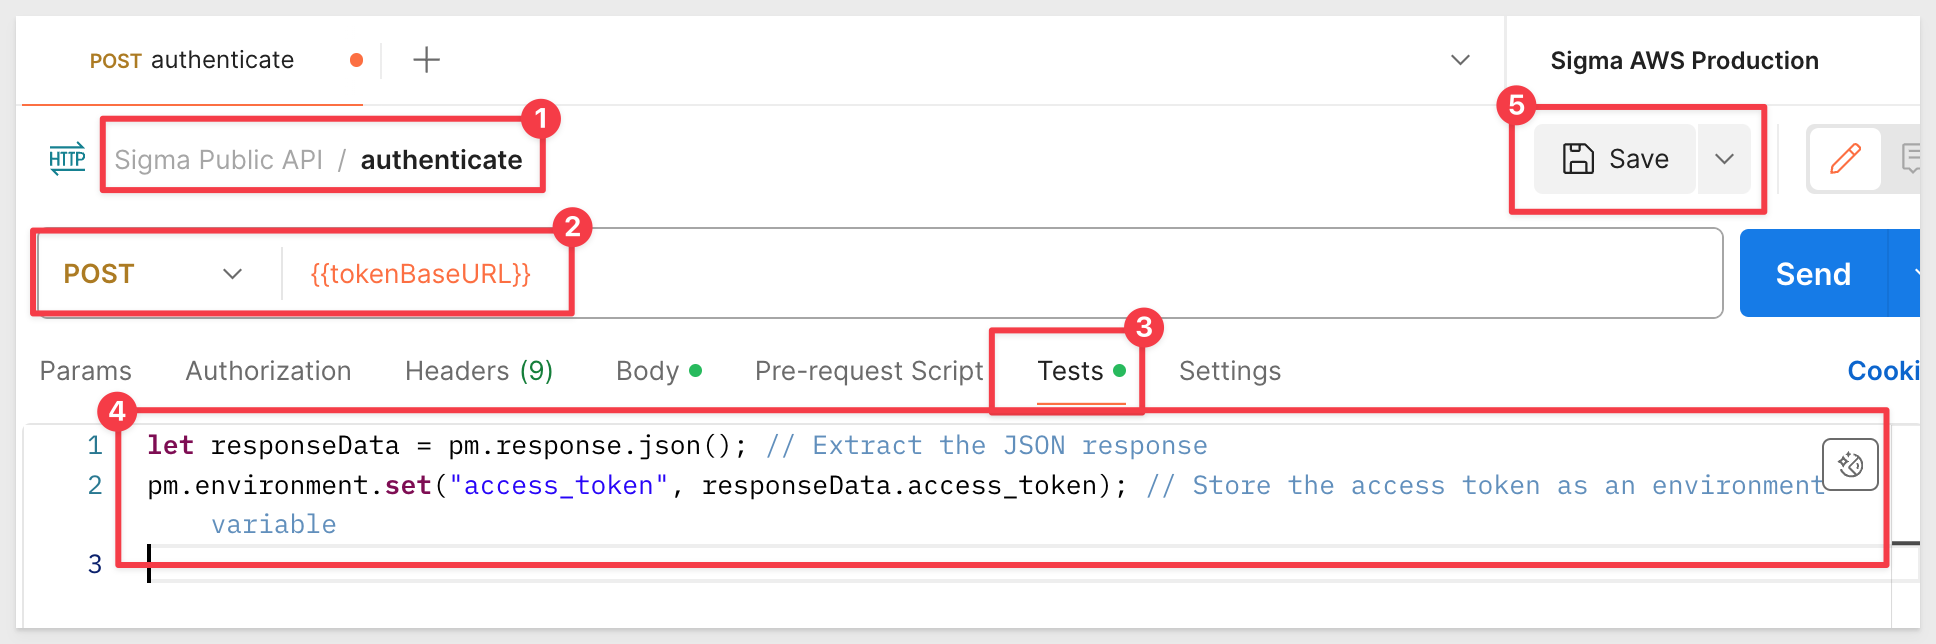 POST authenticate
Sigma AWS Production
1
5
HTTP Sigma Public API / authenticate
Save
2
POST {{tokenBaseURL}}
Send
3
Params Authorization Headers (9) Body Pre-request Script Tests Settings Cooki
4
1 let responseData = pm.response.json(); // Extract the JSON response
2 pm.environment.set("access_token", responseData.access_token); // Store the access token as an environment
variable
3